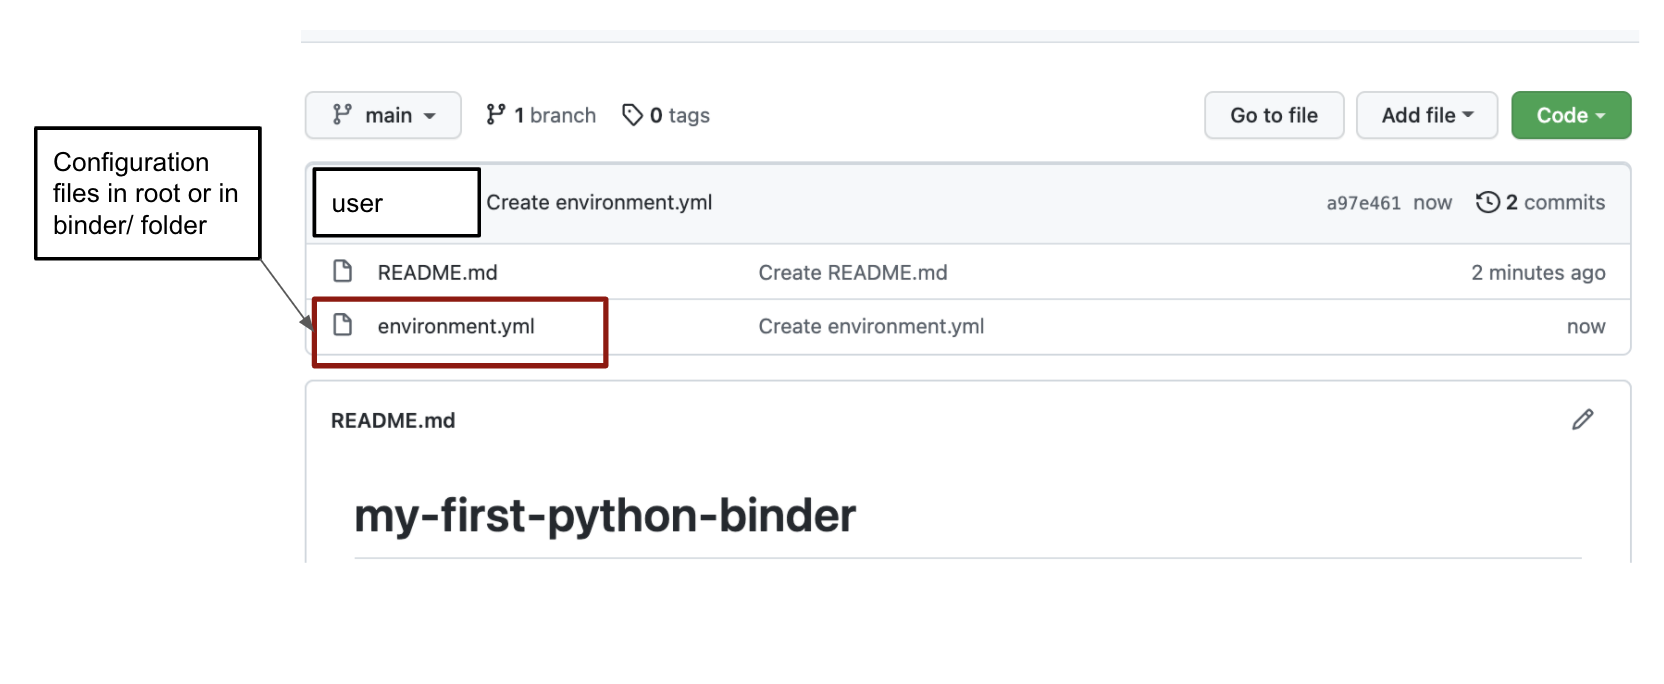 main 1 branch 0 tags Go to file Add file Code
Configuration
files in root or in
binder/ folder
user Create environment.yml a97e461 now 2 commits
README.md Create README.md 2 minutes ago
environment.yml Create environment.yml now
README.md
my-first-python-binder